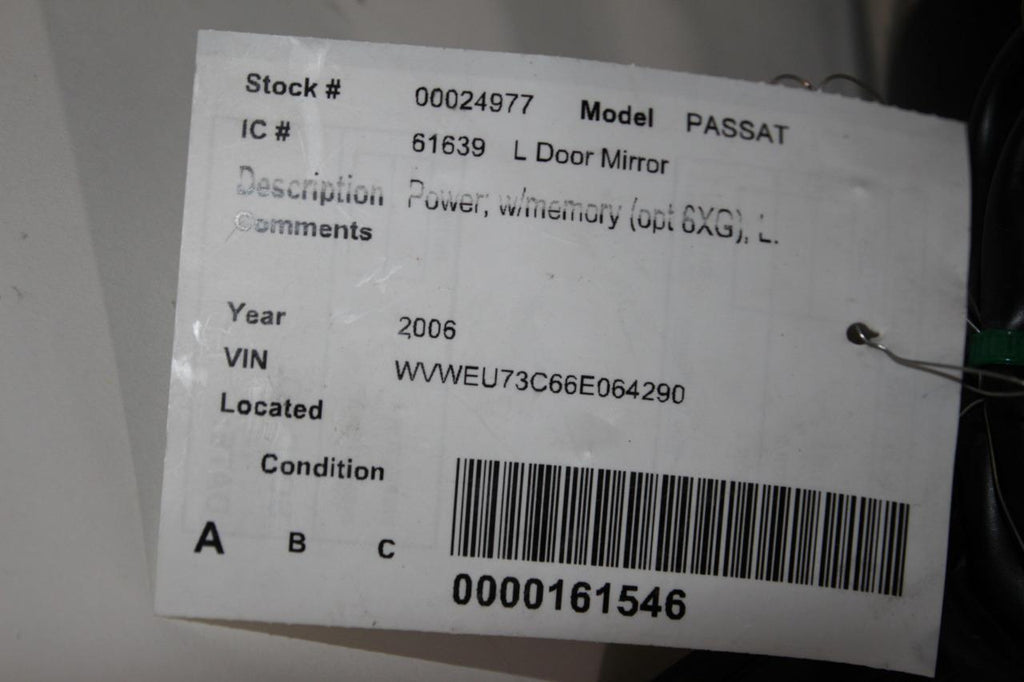 Stock # 00024977 Model PASSAT
IC # 61639 L Door Mirror
Description Power, w/memory (opt 6XG), L.
Comments
Year 2006
VIN WVWEU73C66E064290
Located
Condition
A B C
0000161546